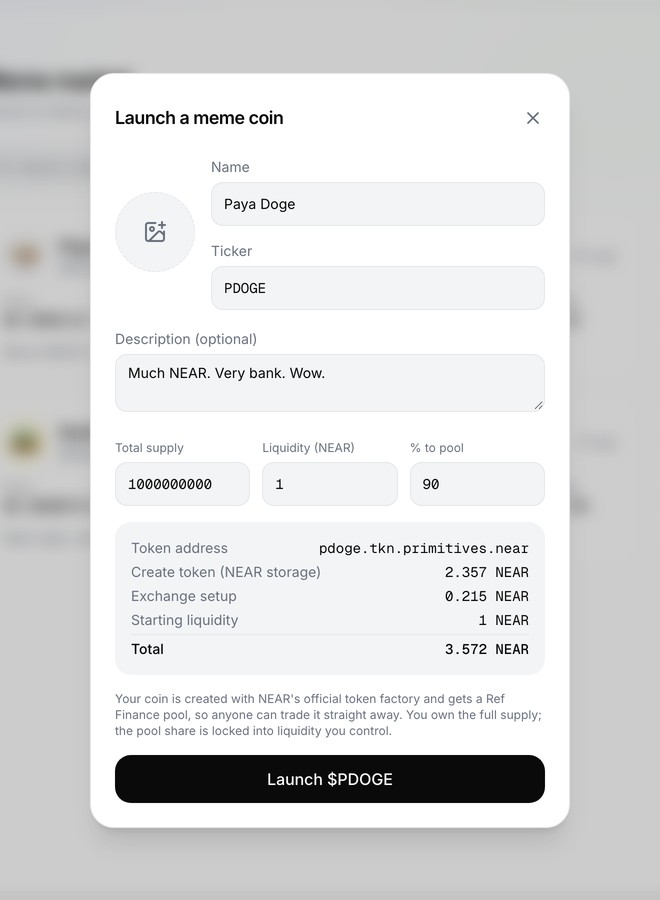 Launch a meme coin
Name
Paya Doge
Ticker
PDOGE
Description (optional)
Much NEAR. Very bank. Wow.
Total supply
Liquidity (NEAR)
% to pool
1000000000
1
90
Token address pdoge.tkn.primitives.near
Create token (NEAR storage) 2.357 NEAR
Exchange setup 0.215 NEAR
Starting liquidity 1 NEAR
Total 3.572 NEAR
Your coin is created with NEAR's official token factory and gets a Ref
Finance pool, so anyone can trade it straight away. You own the full supply;
the pool share is locked into liquidity you control.
Launch $PDOGE